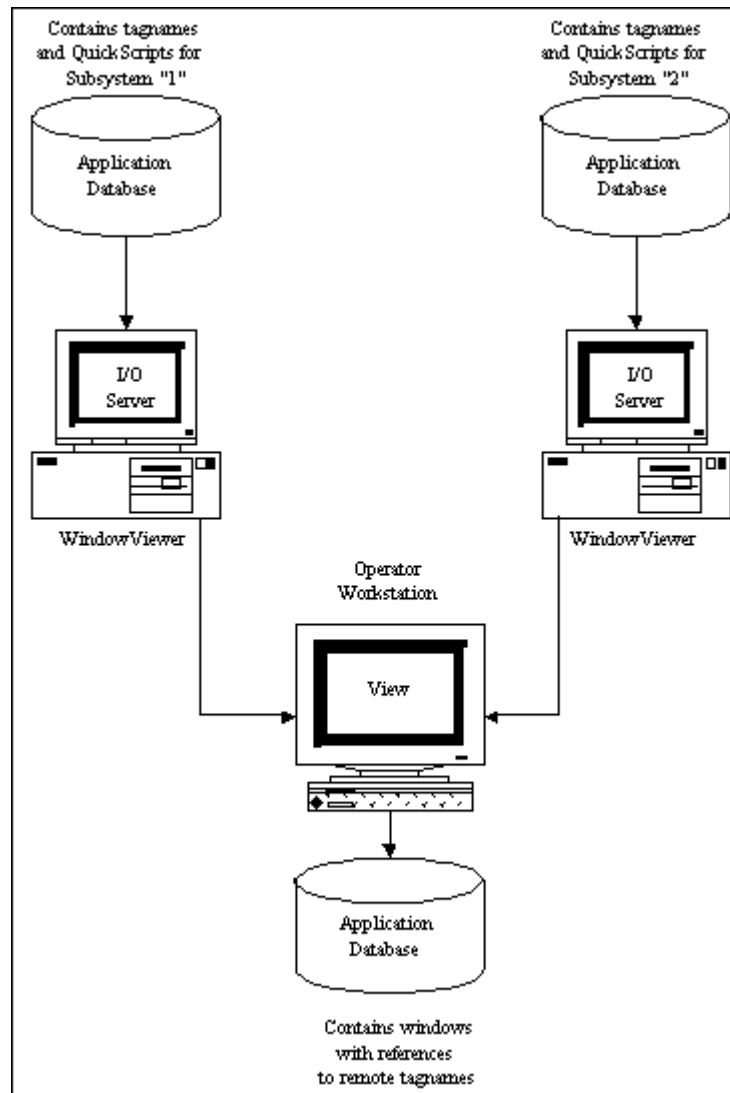 Contains tagnames
and QuickScripts for
Subsystem "1"
Application
Database
I/O
Server
WindowViewer
Contains tagnames
and QuickScripts for
Subsystem "2"
Application
Database
I/O
Server
WindowViewer
Operator
Workstation
View
Application
Database
Contains windows
with references
to remote tagnames